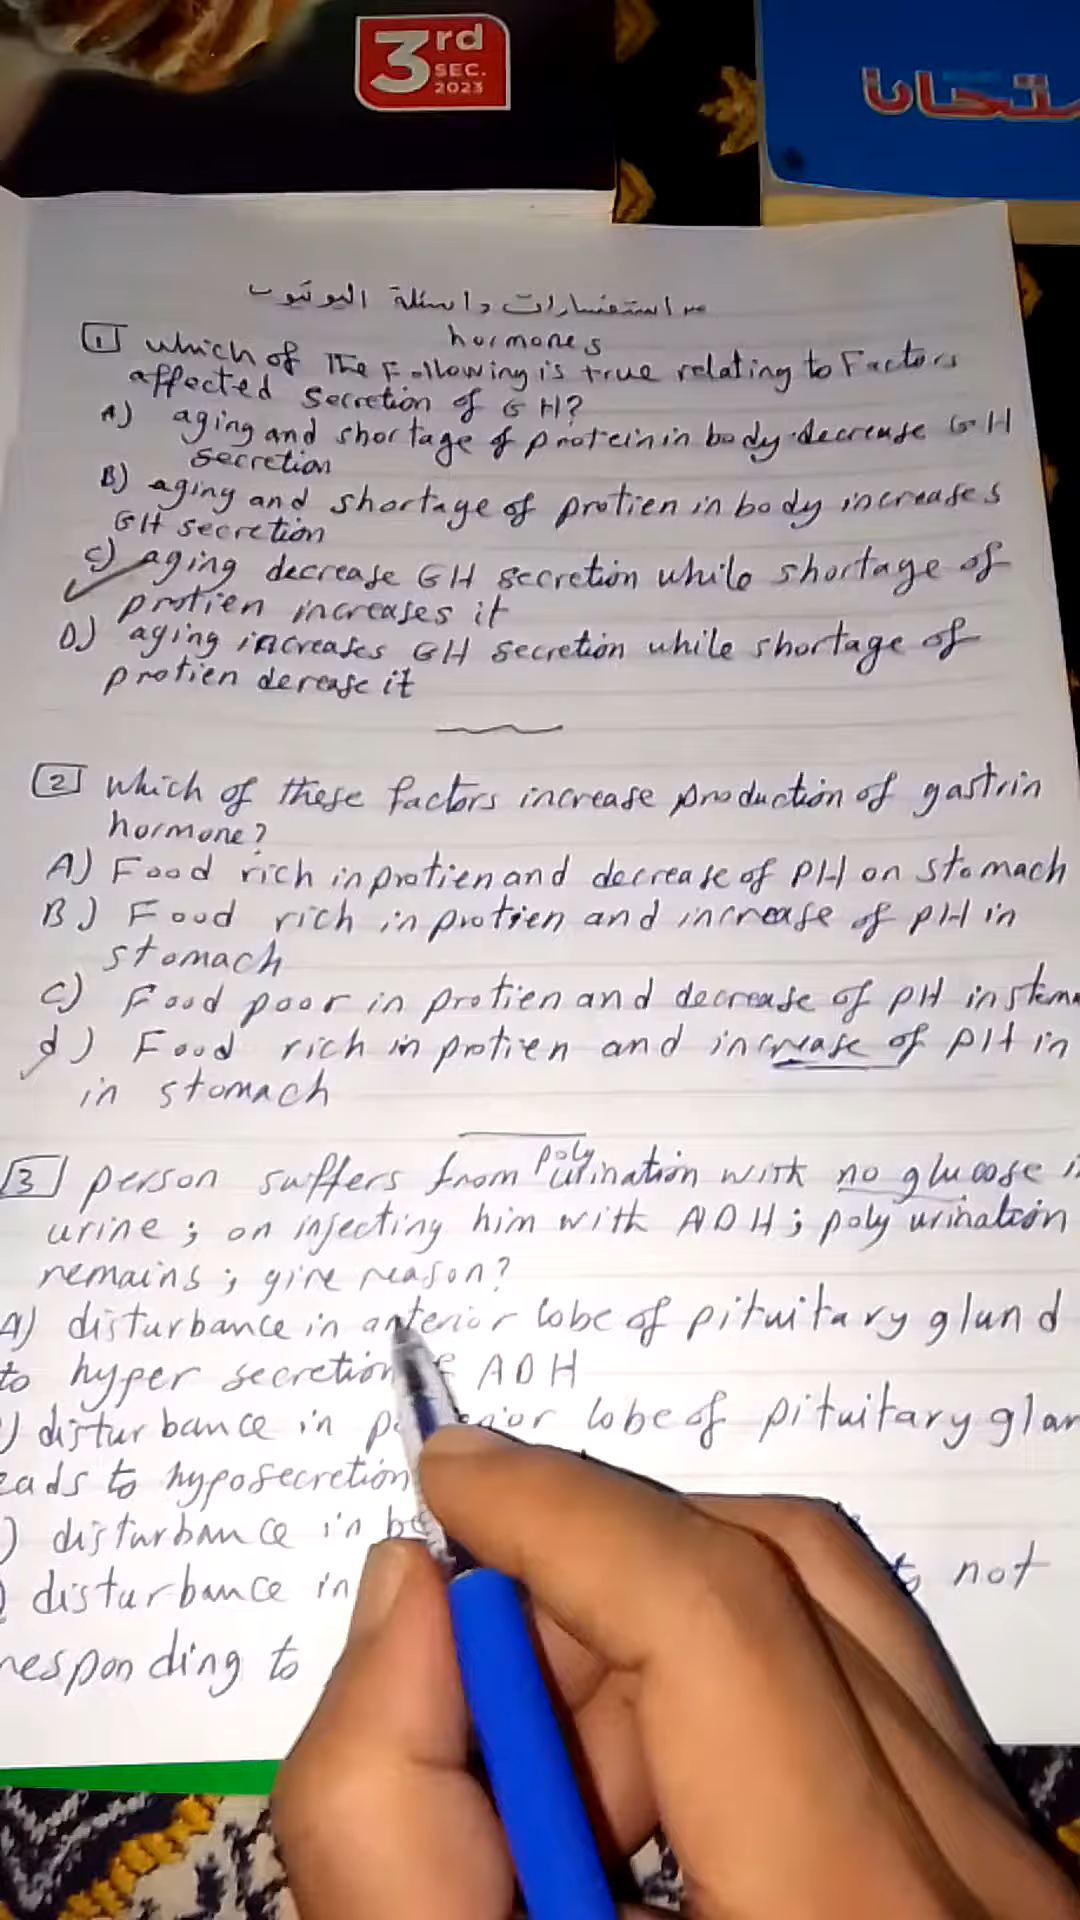 3rd
SEC.
2023
استفسارات واسئلة اليوتيوب
hormones
1 which of The Following is true relating to Factors
affected secretion of GH?
A) aging and shortage of protein in body decrease GH
secretion
B) aging and shortage of protien in body increases
GH secretion
C) aging decrease GH secretion while shortage of
protien increases it
D) aging increases GH secretion while shortage of
protien derease it
2 Which of these factors increase production of gastrin
hormone?
A) Food rich in protien and decrease of PH on stomach
B) Food rich in protien and increase of pH in
stomach
C) Food poor in protien and decrease of pH in
d) Food rich in protien and increase of PH in
in stomach
3 person suffers from poly urination with no glucose
urine ; on injecting him with ADH ; poly urination
remains ; give reason?
A) disturbance in anterior lobe of pituitary glund
to hyper secretion ADH
) disturbance in lobe of pituitary
to hyposecretion
) disturbance in
disturbance in not
responding to